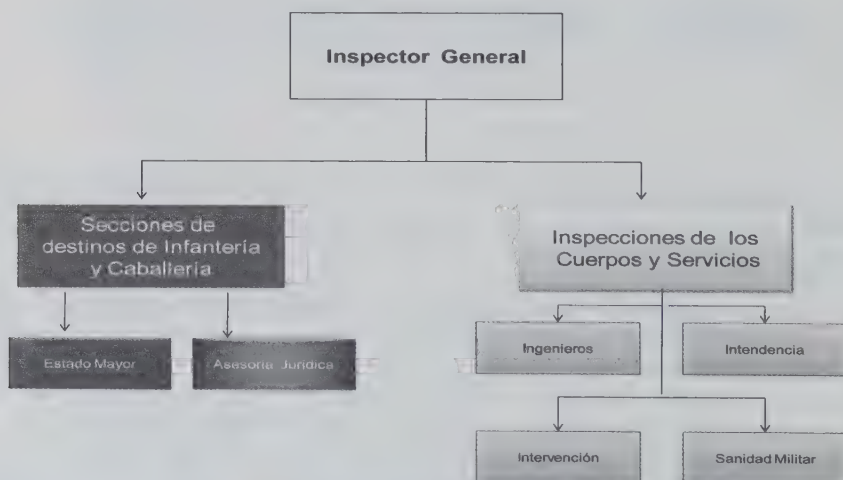 Inspector General
Secciones de
destinos de Infantería
y Caballería
Inspecciones de los
Cuerpos y Servicios
Estado Mayor
Asesoría Jurídica
Ingenieros
Intendencia
Intervención
Sanidad Militar